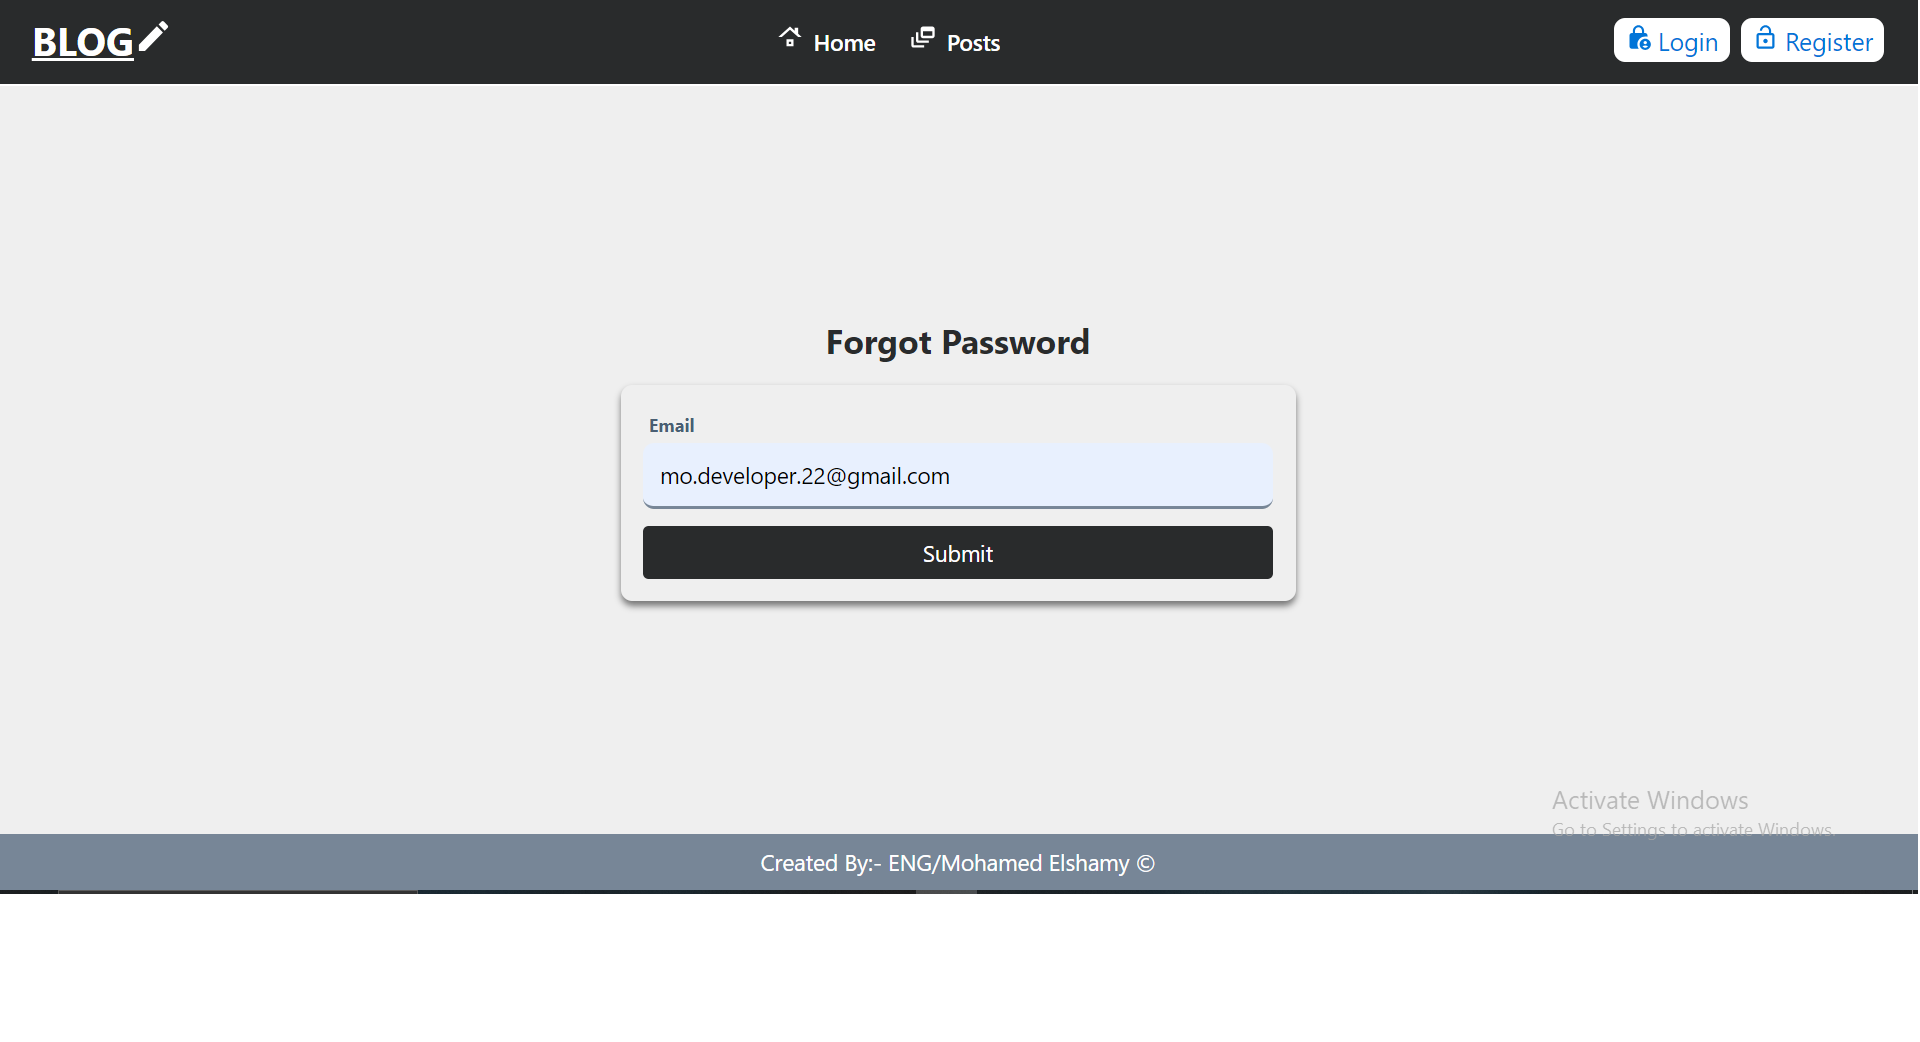 BLOG
Home
Posts
Login
Register
Forgot Password
Email
mo.developer.22@gmail.com
Submit
Activate Windows
Go to Settings to activate Windows.
Created By:- ENG/Mohamed Elshamy ©